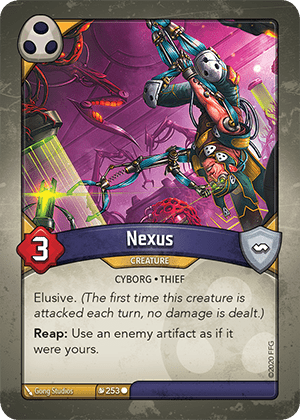 3
Nexus
CREATURE
CYBORG • THIEF
Elusive. (The first time this creature is
attacked each turn, no damage is dealt.)
Reap: Use an enemy artifact as if it
were yours.
Gong Studios
253
©2020 FFG